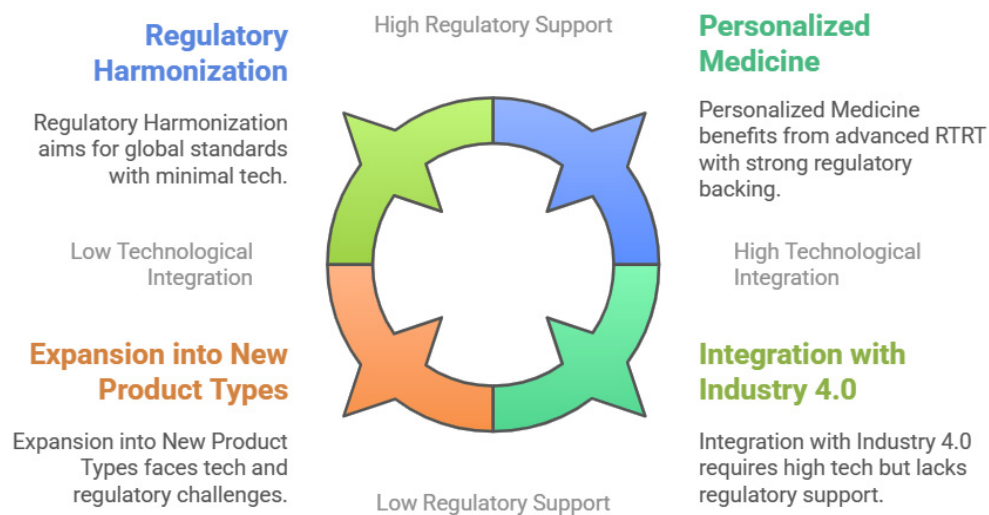 High Regulatory Support
Regulatory
Harmonization
Regulatory Harmonization
aims for global standards
with minimal tech.
Personalized
Medicine
Personalized Medicine
benefits from advanced RTRT
with strong regulatory
backing.
Low Technological
Integration
High Technological
Integration
Expansion into New
Product Types
Expansion into New Product
Types faces tech and
regulatory challenges.
Integration with
Industry 4.0
Integration with Industry 4.0
requires high tech but lacks
regulatory support.
Low Regulatory Support